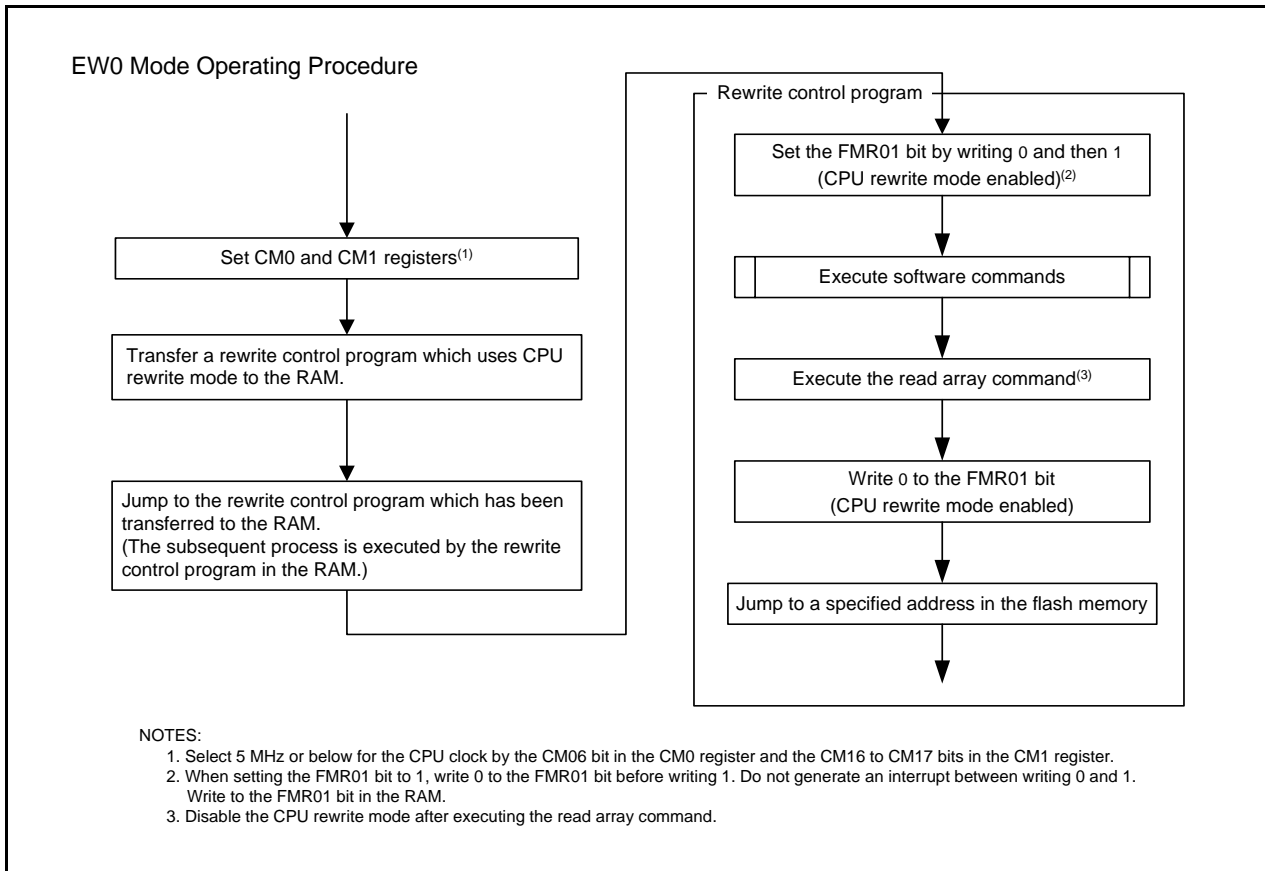 EW0 Mode Operating Procedure
Set CM0 and CM1 registers(1)
Transfer a rewrite control program which uses CPU
rewrite mode to the RAM.
Jump to the rewrite control program which has been
transferred to the RAM.
(The subsequent process is executed by the rewrite
control program in the RAM.)
Rewrite control program
Set the FMR01 bit by writing 0 and then 1
(CPU rewrite mode enabled)(2)
Execute software commands
Execute the read array command(3)
Write 0 to the FMR01 bit
(CPU rewrite mode enabled)
Jump to a specified address in the flash memory
NOTES:
1. Select 5 MHz or below for the CPU clock by the CM06 bit in the CM0 register and the CM16 to CM17 bits in the CM1 register.
2. When setting the FMR01 bit to 1, write 0 to the FMR01 bit before writing 1. Do not generate an interrupt between writing 0 and 1.
Write to the FMR01 bit in the RAM.
3. Disable the CPU rewrite mode after executing the read array command.